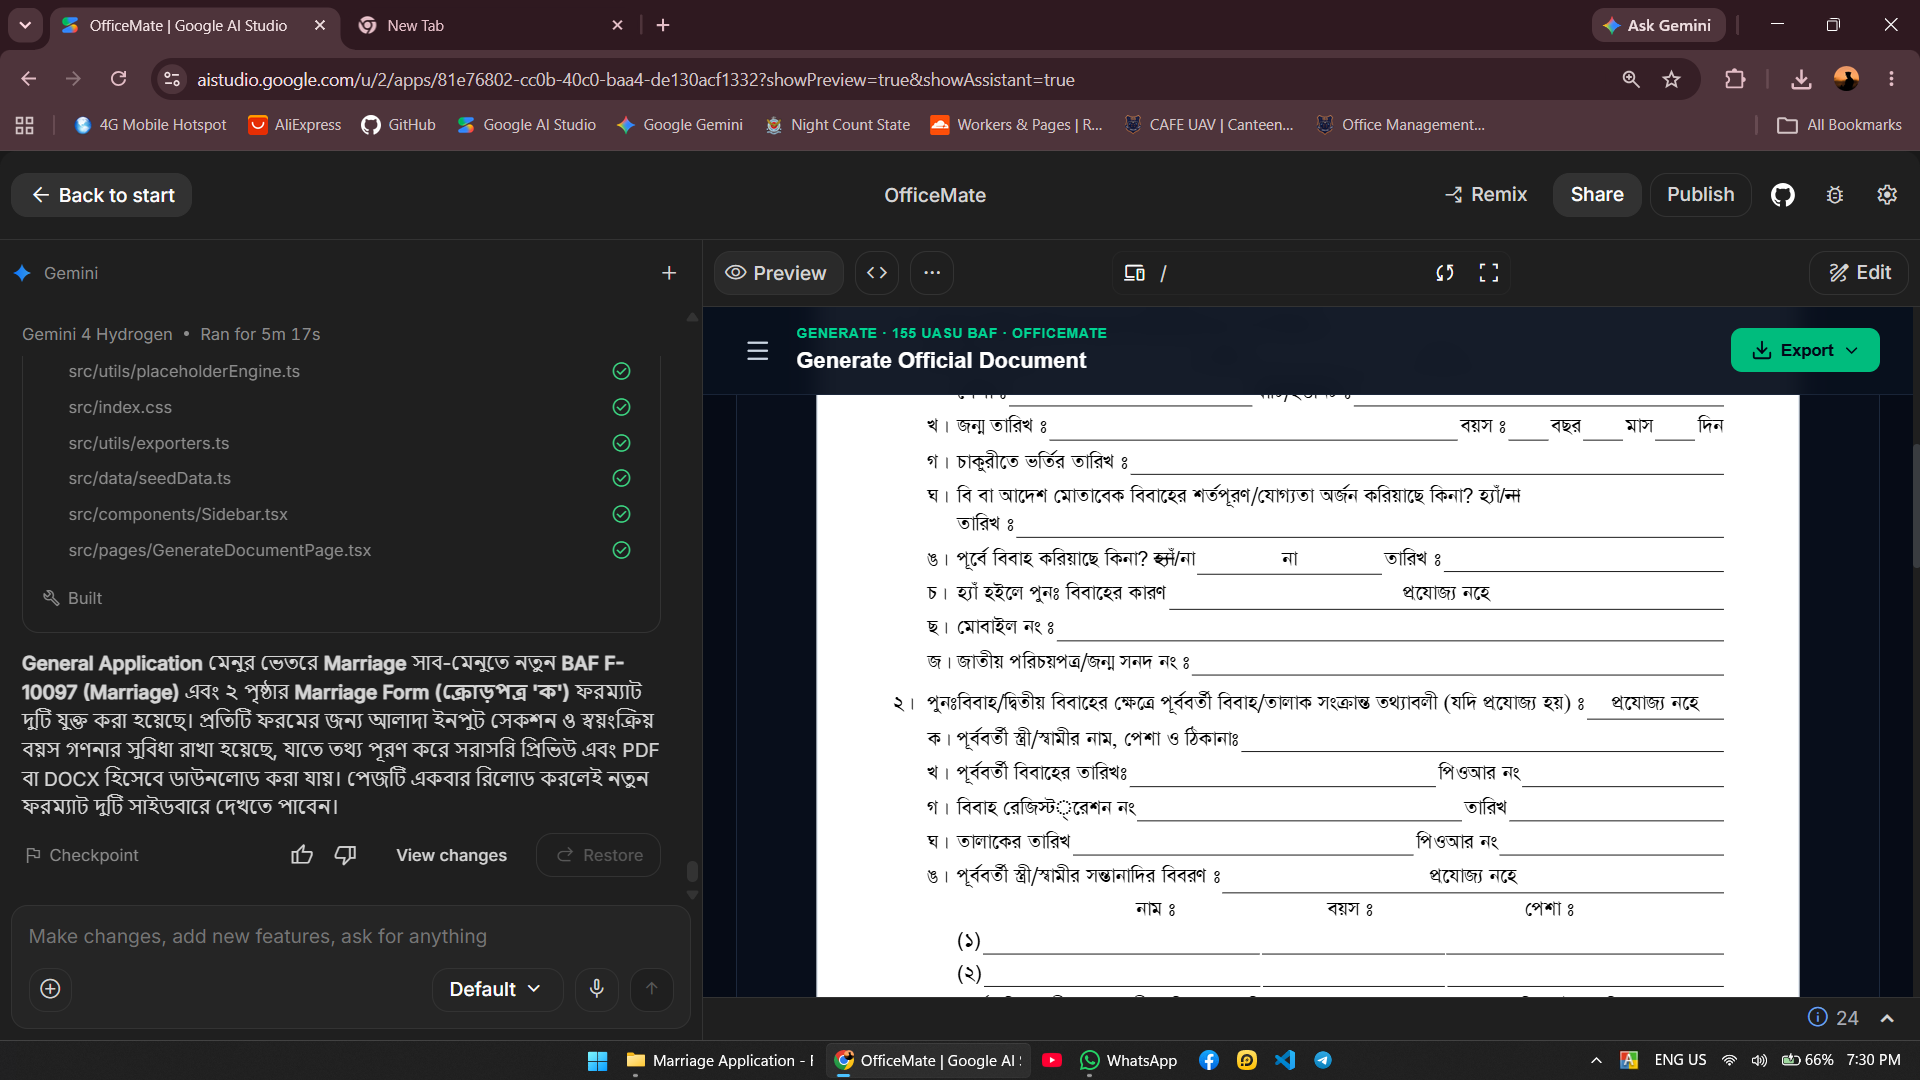 OfficeMate | Google AI Studio
New Tab
Ask Gemini
aistudio.google.com/u/2/apps/81e76802-cc0b-40c0-baa4-de130acf1332?showPreview=true&showAssistant=true
4G Mobile Hotspot
AliExpress
GitHub
Google AI Studio
Google Gemini
Night Count State
Workers & Pages | R...
CAFE UAV | Canteen...
Office Management...
All Bookmarks
Back to start
OfficeMate
Remix
Share
Publish
Gemini
Preview
/
Edit
Gemini 4 Hydrogen • Ran for 5m 17s
src/utils/placeholderEngine.ts
src/index.css
src/utils/exporters.ts
src/data/seedData.ts
src/components/Sidebar.tsx
src/pages/GenerateDocumentPage.tsx
Built
General Application মেনুর ভেতরে Marriage সাব-মেনুতে নতুন BAF F-
10097 (Marriage) এবং ২ পৃষ্ঠার Marriage Form (ক্রোড়পত্র 'ক') ফরম্যাট
দুটি যুক্ত করা হয়েছে। প্রতিটি ফরমের জন্য আলাদা ইনপুট সেকশন ও স্বয়ংক্রিয়
বয়স গণনার সুবিধা রাখা হয়েছে, যাতে তথ্য পূরণ করে সরাসরি প্রিভিউ এবং PDF
বা DOCX হিসেবে ডাউনলোড করা যায়। পেজটি একবার রিলোড করলেই নতুন
ফরম্যাট দুটি সাইডবারে দেখতে পাবেন।
Checkpoint
View changes
Restore
Make changes, add new features, ask for anything
Default
GENERATE · 155 UASU BAF · OFFICEMATE
Generate Official Document
Export
খ। জন্ম তারিখ ঃ বয়স ঃ বছর মাস দিন
গ। চাকুরীতে ভর্তির তারিখ ঃ
ঘ। বি বা আদেশ মোতাবেক বিবাহের শর্তপূরণ/যোগ্যতা অর্জন করিয়াছে কিনা? হ্যাঁ/না
তারিখ ঃ
ঙ। পূর্বে বিবাহ করিয়াছে কিনা? হ্যাঁ/না না তারিখ ঃ
চ। হ্যাঁ হইলে পুনঃ বিবাহের কারণ প্রযোজ্য নহে
ছ। মোবাইল নং ঃ
জ। জাতীয় পরিচয়পত্র/জন্ম সনদ নং ঃ
২। পুনঃবিবাহ/দ্বিতীয় বিবাহের ক্ষেত্রে পূর্ববর্তী বিবাহ/তালাক সংক্রান্ত তথ্যাবলী (যদি প্রযোজ্য হয়) ঃ প্রযোজ্য নহে
ক। পূর্ববর্তী স্ত্রী/স্বামীর নাম, পেশা ও ঠিকানাঃ
খ। পূর্ববর্তী বিবাহের তারিখঃ পিওআর নং
গ। বিবাহ রেজিস্ট্রেশন নং তারিখ
ঘ। তালাকের তারিখ পিওআর নং
ঙ। পূর্ববর্তী স্ত্রী/স্বামীর সন্তানাদির বিবরণ ঃ প্রযোজ্য নহে
নাম ঃ বয়স ঃ পেশা ঃ
(১)
(২)
24
Marriage Application - F
OfficeMate | Google AI S
WhatsApp
ENG US
66%
7:30 PM